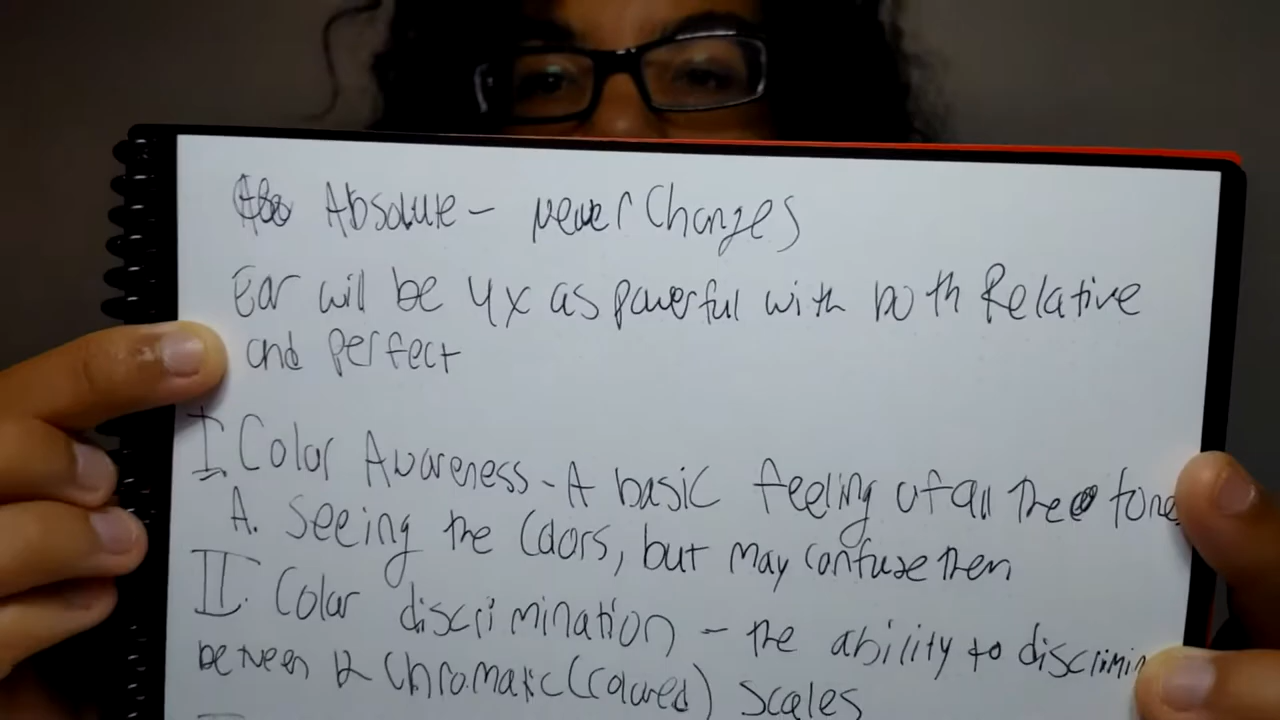 Absolute - never Changes
Ear will be 4x as powerful with both Relative
and perfect
I. Color Awareness - A basic feeling of all the tone
A. Seeing the Colors, but may confuse them
II. Color discrimination - the ability to discrimin
between 12 Chromatic (colored) scales